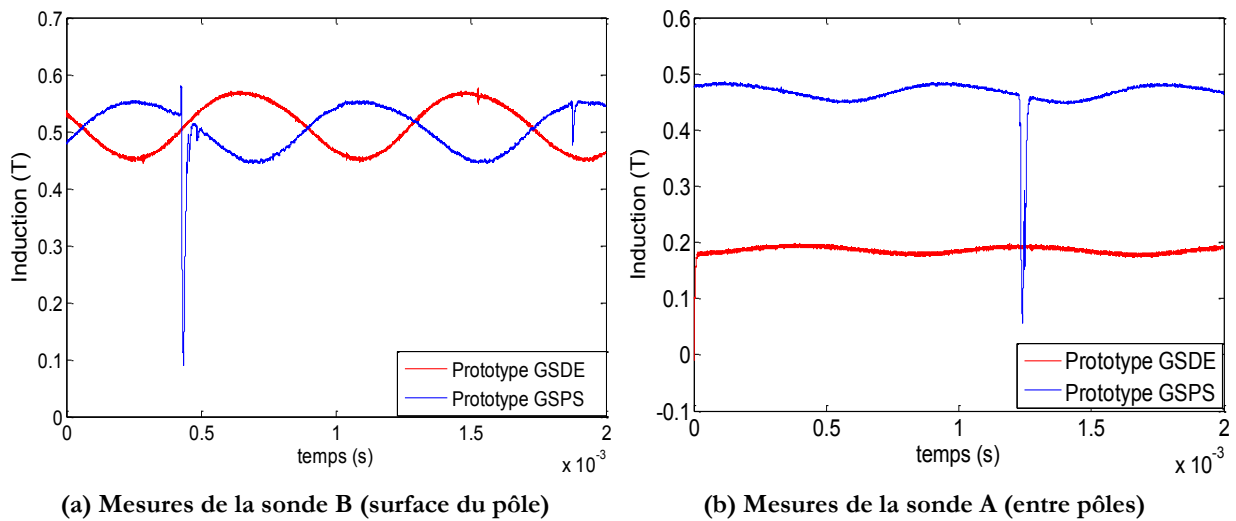 0.7
0.6
0.5
0.4
0.3
0.2
0.1
0
Induction (T)
0
0.5
1
1.5
2
temps (s)
x 10-3
Prototype GSDE
Prototype GSPS
(a) Mesures de la sonde B (surface du pôle)
0.6
0.5
0.4
0.3
0.2
0.1
0
-0.1
Induction (T)
0
0.5
1
1.5
2
temps (s)
x 10-3
Prototype GSDE
Prototype GSPS
(b) Mesures de la sonde A (entre pôles)